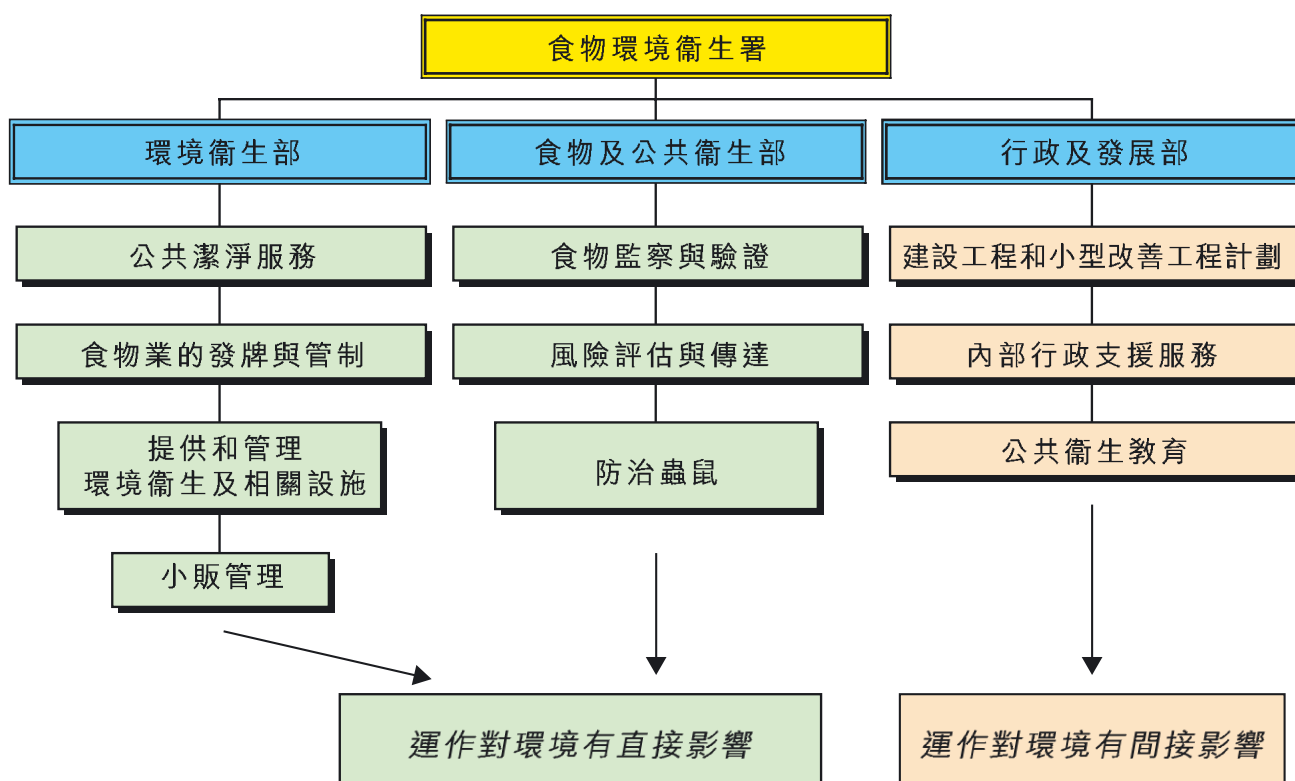 食物環境衞生署
環境衞生部
食物及公共衞生部
行政及發展部
公共潔淨服務
食物監察與驗證
建設工程和小型改善工程計劃
食物業的發牌與管制
風險評估與傳達
內部行政支援服務
提供和管理
環境衞生及相關設施
防治蟲鼠
公共衞生教育
小販管理
運作對環境有直接影響
運作對環境有間接影響